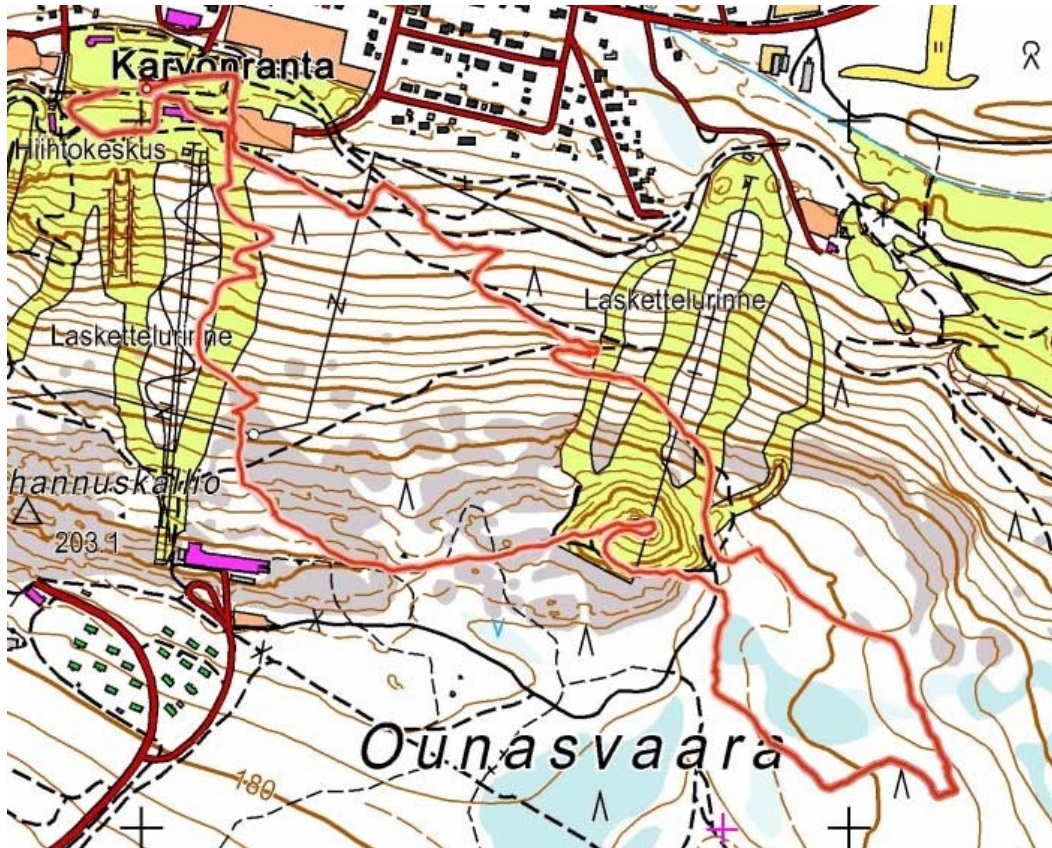 Karvonranta
Hiihtokeskus
Laskettelurinne
Laskettelurinne
hannuskallio
203.1
Ounasvaara
180